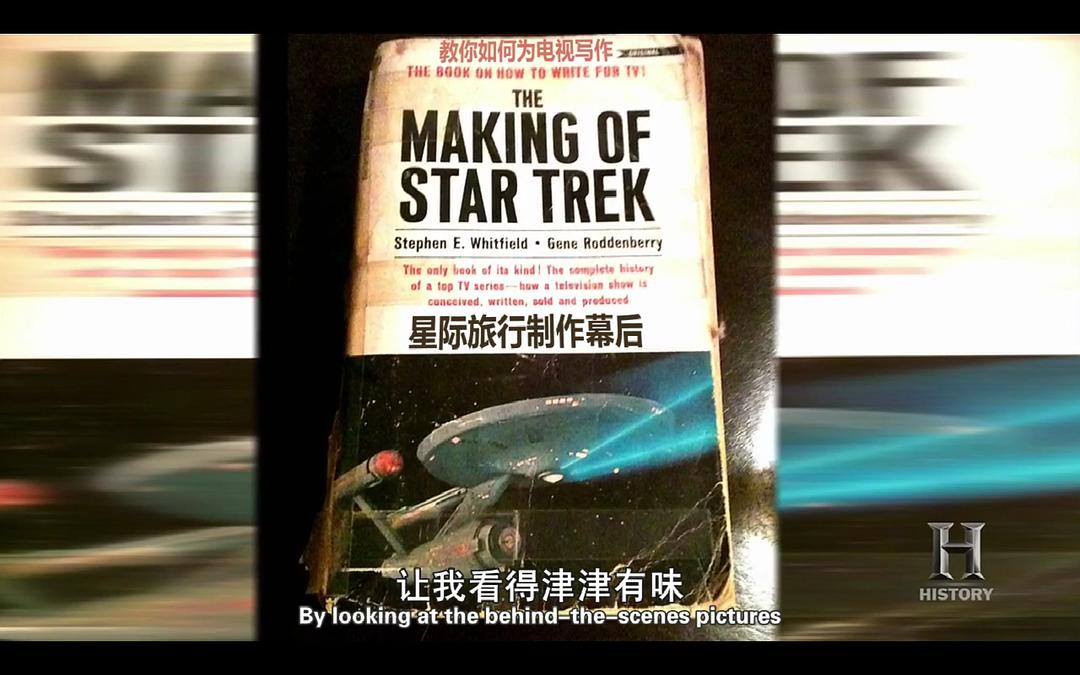 教你如何为电视写作
ORIGINAL
THE BOOK ON HOW TO WRITE FOR TV!
THE
MAKING OF
STAR TREK
Stephen E. Whitfield • Gene Roddenberry
The only book of its kind! The complete history
of a top TV series—how a television show is
conceived, written, sold and produced
星际旅行制作幕后
让我看得津津有味
By looking at the behind-the-scenes pictures
H
HISTORY